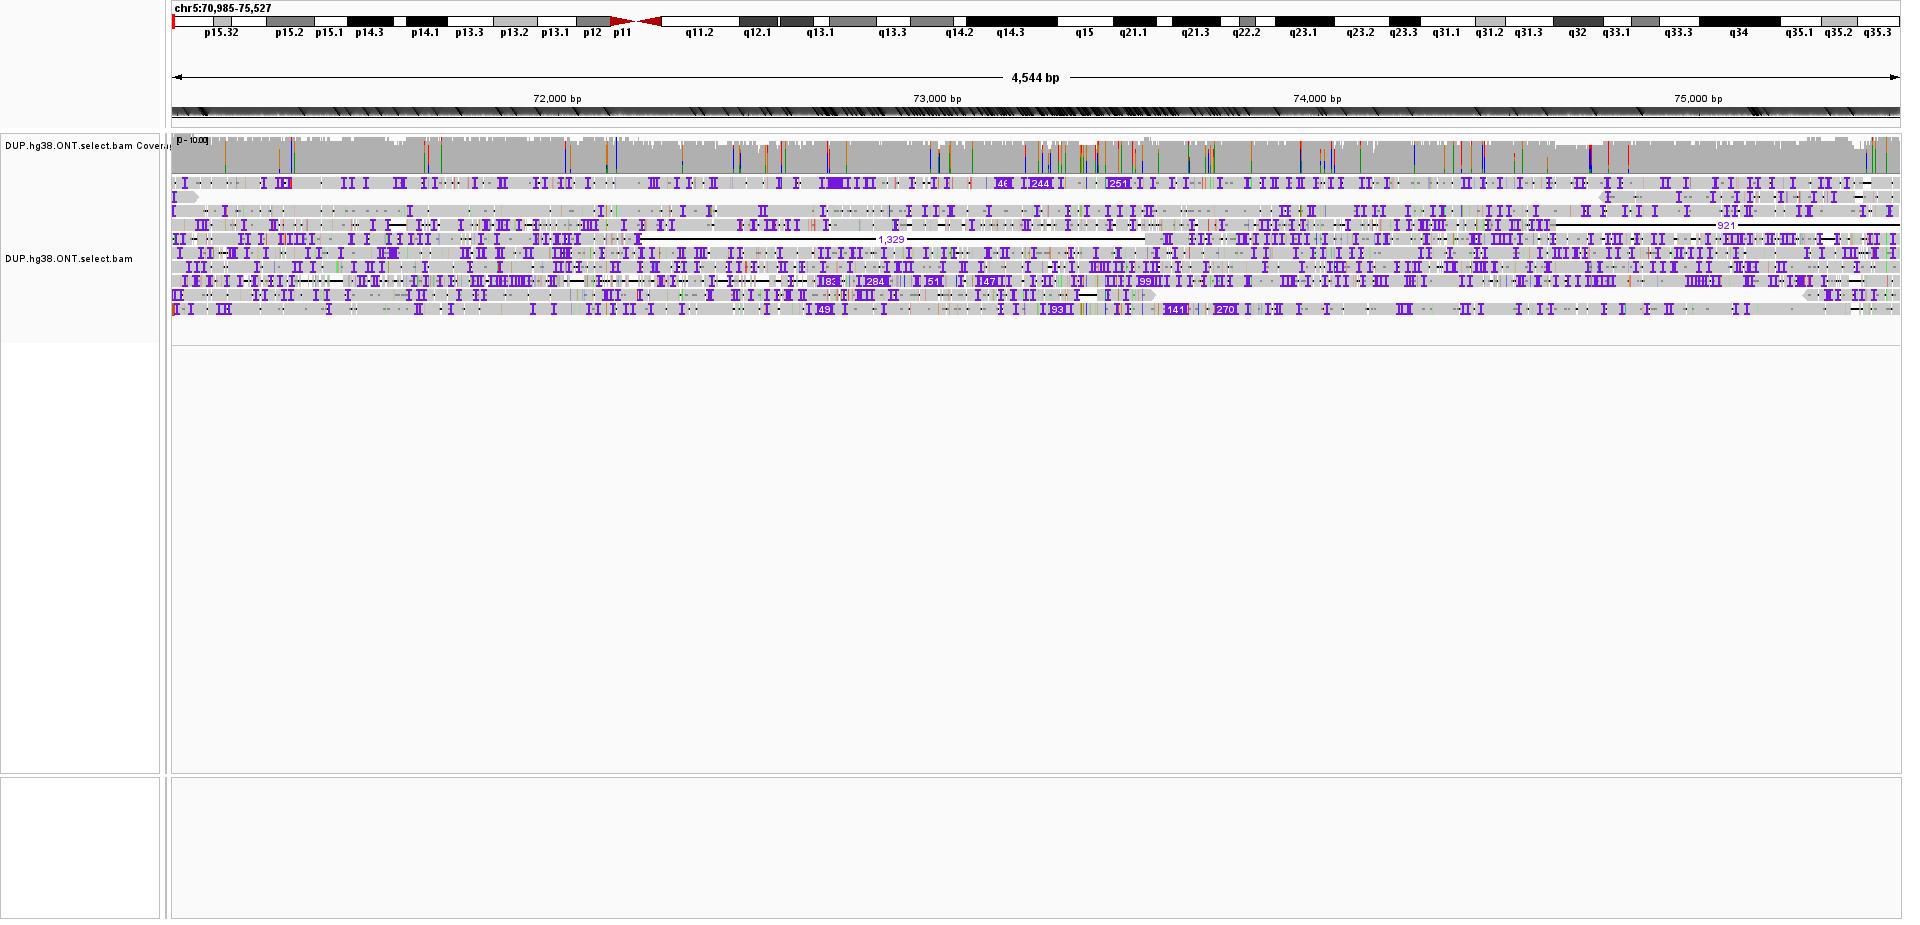 chr5:70,985-75,527
p15.32 p15.2 p15.1 p14.3 p14.1 p13.3 p13.2 p13.1 p12 p11 q11.2 q12.1 q13.1 q13.3 q14.2 q14.3 q15 q21.1 q21.3 q22.2 q23.1 q23.2 q23.3 q31.1 q31.2 q31.3 q32 q33.1 q33.3 q34 q35.1 q35.2 q35.3
4,544 bp
72,000 bp 73,000 bp 74,000 bp 75,000 bp
DUP.hg38.ONT.select.bam
244 251
921
1,329
DUP.hg38.ONT.select.bam
284 51 147 99
49 93 141 270